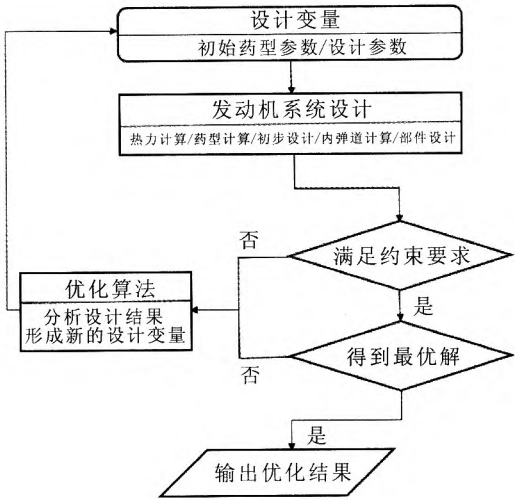 设计变量
初始药型参数/设计参数
发动机系统设计
热力计算/药型计算/初步设计/内弹道计算/部件设计
否
满足约束要求
优化算法
分析设计结果
形成新的设计变量
是
得到最优解
否
是
输出优化结果